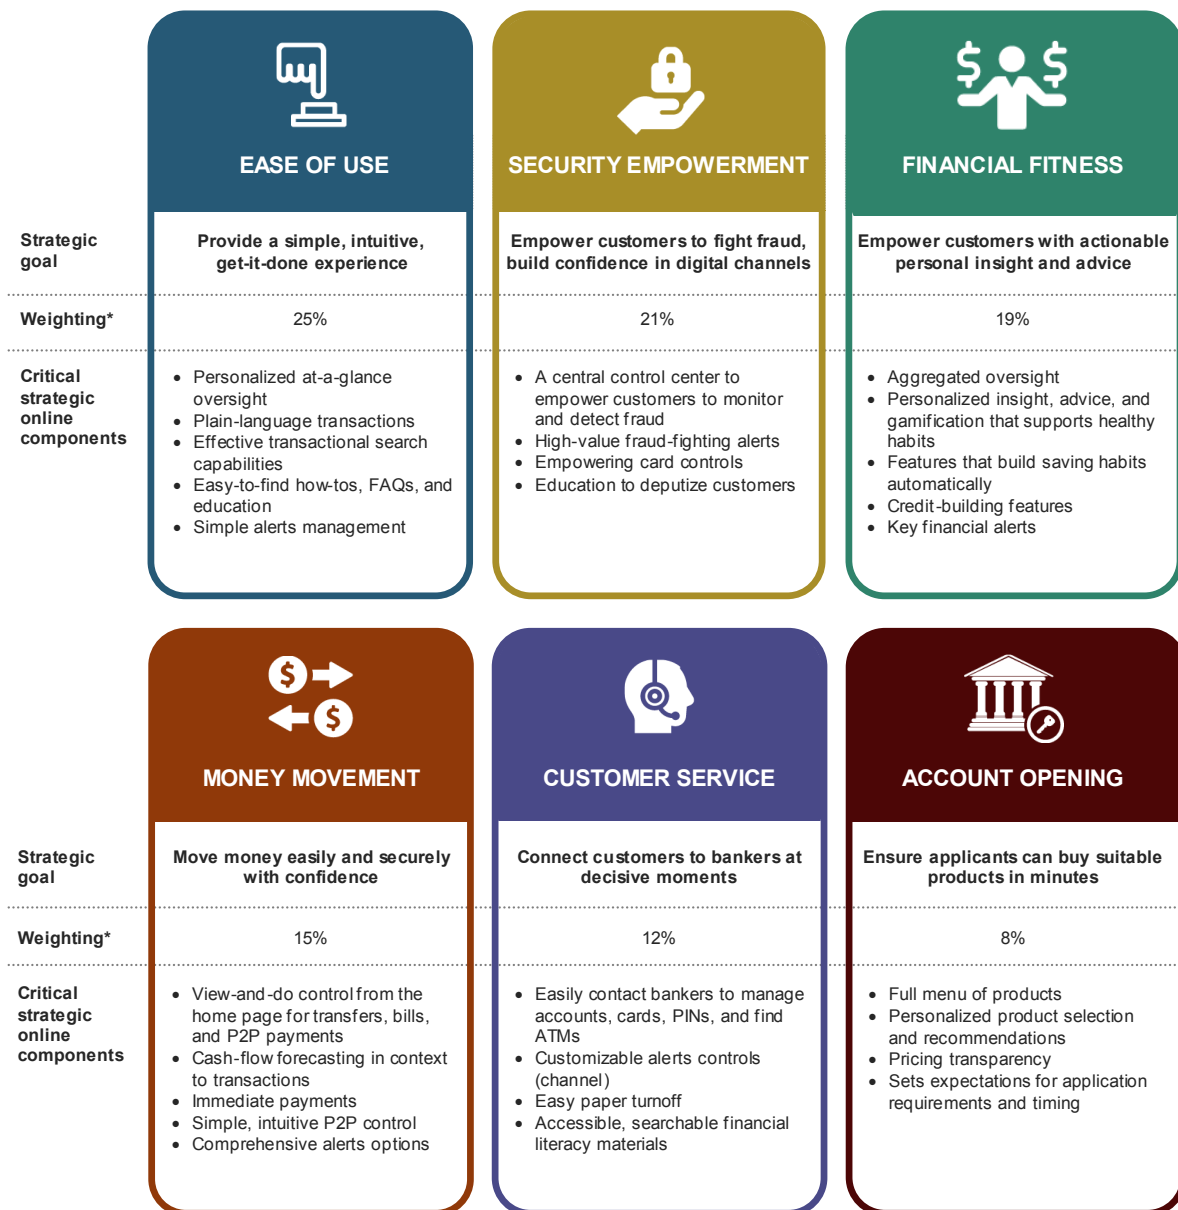 EASE OF USE
SECURITY EMPOWERMENT
FINANCIAL FITNESS
Strategic
goal
Provide a simple, intuitive,
get-it-done experience
Empower customers to fight fraud,
build confidence in digital channels
Empower customers with actionable
personal insight and advice
Weighting*
25%
21%
19%
Critical
strategic
online
components
• Personalized at-a-glance
oversight
• Plain-language transactions
• Effective transactional search
capabilities
• Easy-to-find how-tos, FAQs, and
education
• Simple alerts management
• A central control center to
empower customers to monitor
and detect fraud
• High-value fraud-fighting alerts
• Empowering card controls
• Education to deputize customers
• Aggregated oversight
• Personalized insight, advice, and
gamification that supports healthy
habits
• Features that build saving habits
automatically
• Credit-building features
• Key financial alerts
MONEY MOVEMENT
CUSTOMER SERVICE
ACCOUNT OPENING
Strategic
goal
Move money easily and securely
with confidence
Connect customers to bankers at
decisive moments
Ensure applicants can buy suitable
products in minutes
Weighting*
15%
12%
8%
Critical
strategic
online
components
• View-and-do control from the
home page for transfers, bills,
and P2P payments
• Cash-flow forecasting in context
to transactions
• Immediate payments
• Simple, intuitive P2P control
• Comprehensive alerts options
• Easily contact bankers to manage
accounts, cards, PINs, and find
ATMs
• Customizable alerts controls
(channel)
• Easy paper turnoff
• Accessible, searchable financial
literacy materials
• Full menu of products
• Personalized product selection
and recommendations
• Pricing transparency
• Sets expectations for application
requirements and timing